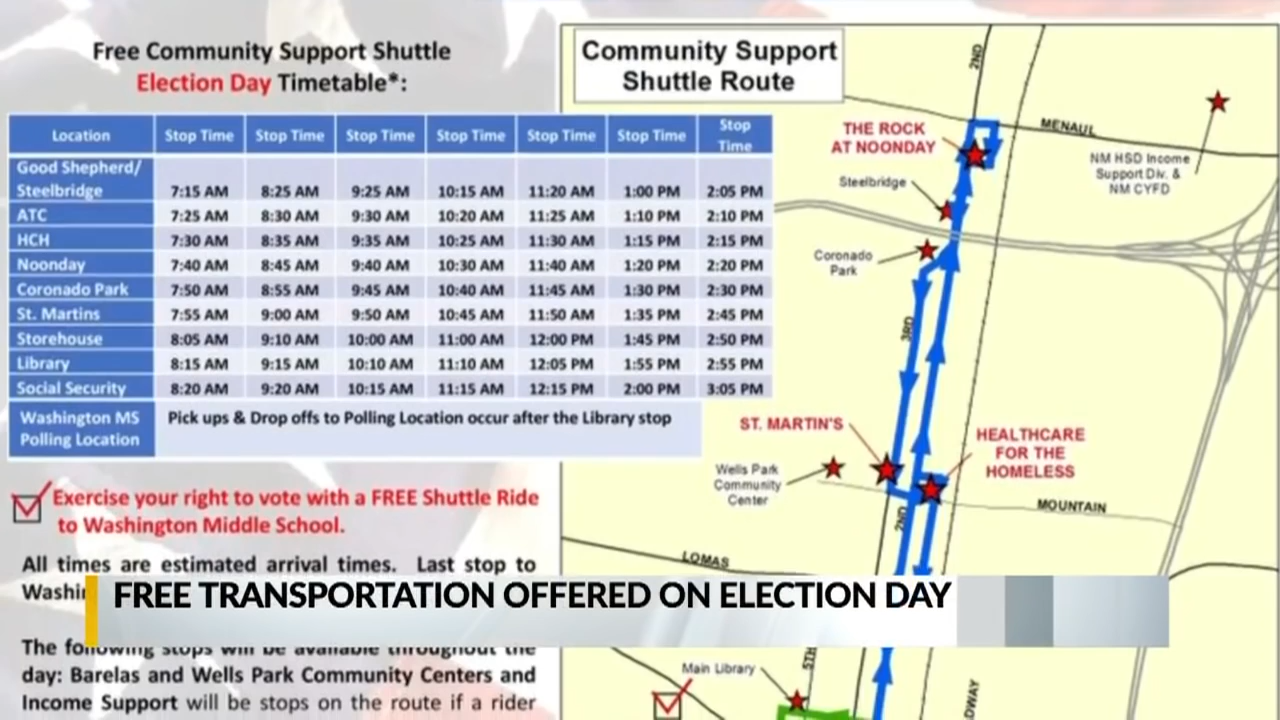 Free Community Support Shuttle
Election Day Timetable*:
Location Stop Time Stop Time Stop Time Stop Time Stop Time Stop Time Stop Time
Good Shepherd/
Steelbridge 7:15 AM 8:25 AM 9:25 AM 10:15 AM 11:20 AM 1:00 PM 2:05 PM
ATC 7:25 AM 8:30 AM 9:30 AM 10:20 AM 11:25 AM 1:10 PM 2:10 PM
HCH 7:30 AM 8:35 AM 9:35 AM 10:25 AM 11:30 AM 1:15 PM 2:15 PM
Noonday 7:40 AM 8:45 AM 9:40 AM 10:30 AM 11:40 AM 1:20 PM 2:20 PM
Coronado Park 7:50 AM 8:55 AM 9:45 AM 10:40 AM 11:45 AM 1:30 PM 2:30 PM
St. Martins 7:55 AM 9:00 AM 9:50 AM 10:45 AM 11:50 AM 1:35 PM 2:45 PM
Storehouse 8:05 AM 9:10 AM 10:00 AM 11:00 AM 12:00 PM 1:45 PM 2:50 PM
Library 8:15 AM 9:15 AM 10:10 AM 11:10 AM 12:05 PM 1:55 PM 2:55 PM
Social Security 8:20 AM 9:20 AM 10:15 AM 11:15 AM 12:15 PM 2:00 PM 3:05 PM
Washington MS
Polling Location
Pick ups & Drop offs to Polling Location occur after the Library stop
Exercise your right to vote with a FREE Shuttle Ride
to Washington Middle School.
All times are estimated arrival times. Last stop to
FREE TRANSPORTATION OFFERED ON ELECTION DAY
The following stops will be available throughout the
day: Barelas and Wells Park Community Centers and
Income Support will be stops on the route if a rider
Community Support
Shuttle Route
2ND
MENAUL
THE ROCK
AT NOONDAY
NM HSD Income
Support Div. &
NM CYFD
Steelbridge
Coronado
Park
3RD
ST. MARTIN'S
HEALTHCARE
FOR THE
HOMELESS
Wells Park
Community
Center
MOUNTAIN
2ND
LOMAS
Main Library
5TH